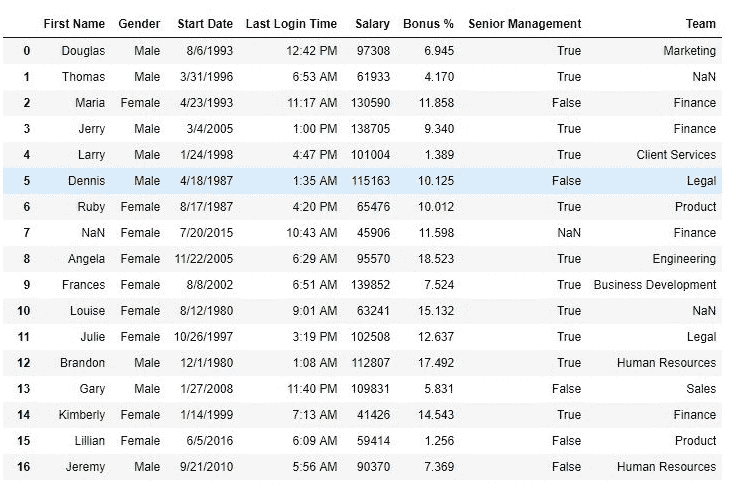 First Name Gender Start Date Last Login Time Salary Bonus % Senior Management Team
0 Douglas Male 8/6/1993 12:42 PM 97308 6.945 True Marketing
1 Thomas Male 3/31/1996 6:53 AM 61933 4.170 True NaN
2 Maria Female 4/23/1993 11:17 AM 130590 11.858 False Finance
3 Jerry Male 3/4/2005 1:00 PM 138705 9.340 True Finance
4 Larry Male 1/24/1998 4:47 PM 101004 1.389 True Client Services
5 Dennis Male 4/18/1987 1:35 AM 115163 10.125 False Legal
6 Ruby Female 8/17/1987 4:20 PM 65476 10.012 True Product
7 NaN Female 7/20/2015 10:43 AM 45906 11.598 NaN Finance
8 Angela Female 11/22/2005 6:29 AM 95570 18.523 True Engineering
9 Frances Female 8/8/2002 6:51 AM 139852 7.524 True Business Development
10 Louise Female 8/12/1980 9:01 AM 63241 15.132 True NaN
11 Julie Female 10/26/1997 3:19 PM 102508 12.637 True Legal
12 Brandon Male 12/1/1980 1:08 AM 112807 17.492 True Human Resources
13 Gary Male 1/27/2008 11:40 PM 109831 5.831 False Sales
14 Kimberly Female 1/14/1999 7:13 AM 41426 14.543 True Finance
15 Lillian Female 6/5/2016 6:09 AM 59414 1.256 False Product
16 Jeremy Male 9/21/2010 5:56 AM 90370 7.369 False Human Resources